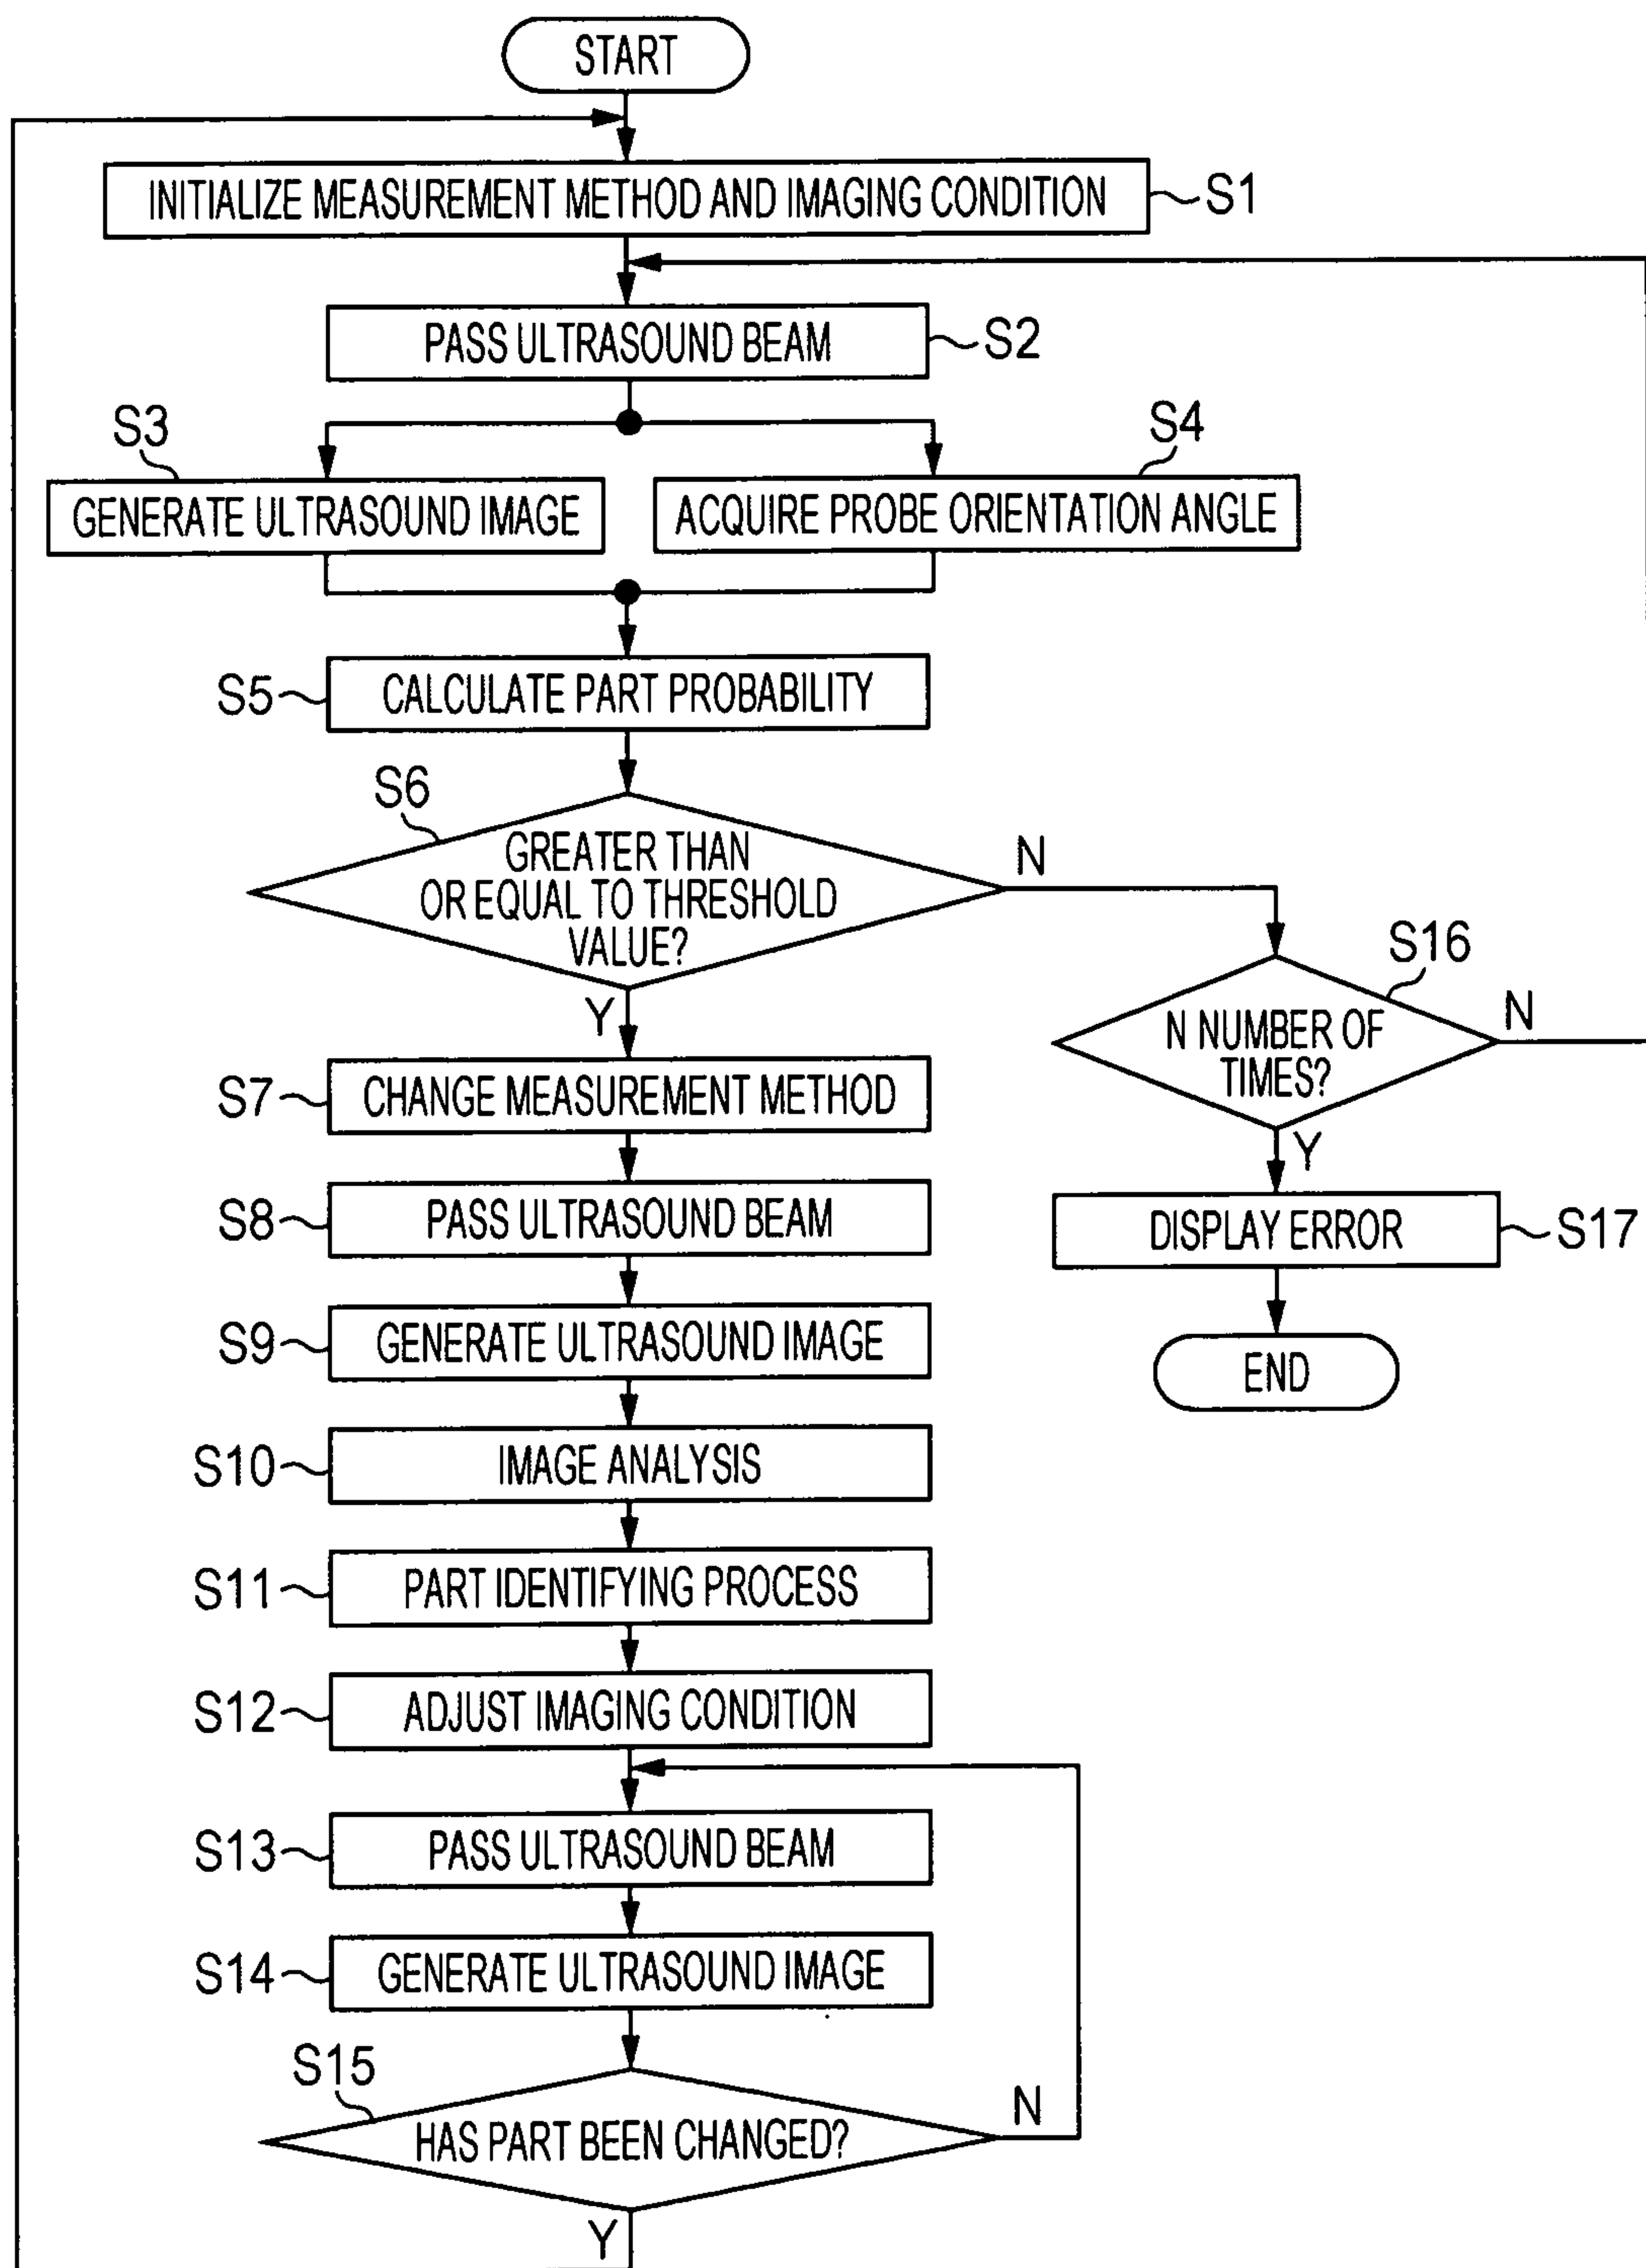 START
INITIALIZE MEASUREMENT METHOD AND IMAGING CONDITION
S1
PASS ULTRASOUND BEAM
S2
S3
S4
GENERATE ULTRASOUND IMAGE
ACQUIRE PROBE ORIENTATION ANGLE
S5
CALCULATE PART PROBABILITY
S6
GREATER THAN
OR EQUAL TO THRESHOLD
VALUE?
N
Y
S16
N NUMBER OF
TIMES?
N
Y
S7
CHANGE MEASUREMENT METHOD
S8
PASS ULTRASOUND BEAM
DISPLAY ERROR
S17
S9
GENERATE ULTRASOUND IMAGE
END
S10
IMAGE ANALYSIS
S11
PART IDENTIFYING PROCESS
S12
ADJUST IMAGING CONDITION
S13
PASS ULTRASOUND BEAM
S14
GENERATE ULTRASOUND IMAGE
S15
HAS PART BEEN CHANGED?
N
Y